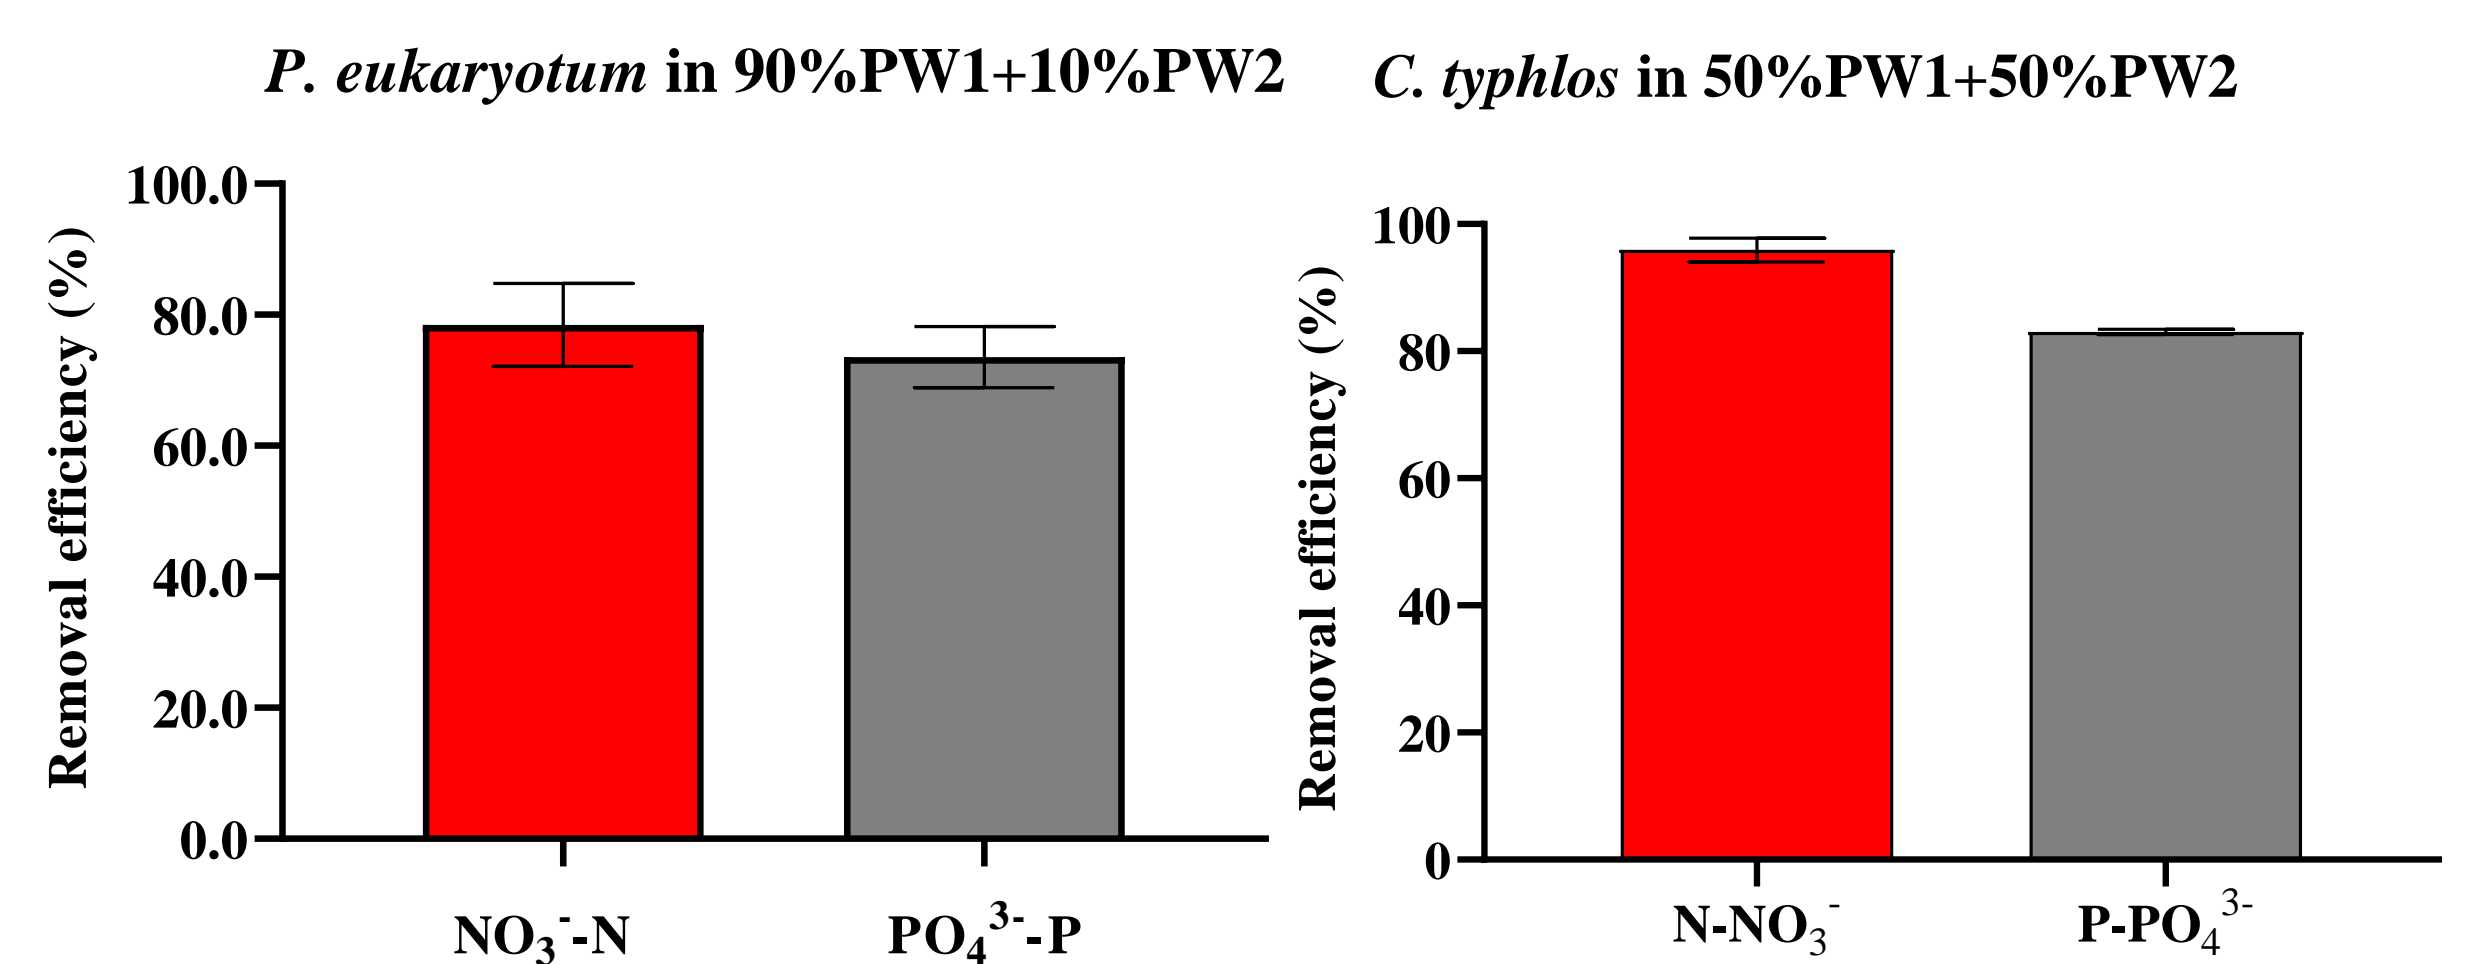 P. eukaryotum in 90%PW1+10%PW2
Removal efficiency (%)
100.0
80.0
60.0
40.0
20.0
0.0
NO₃⁻-N
PO₄³⁻-P
C. typhlos in 50%PW1+50%PW2
Removal efficiency (%)
100
80
60
40
20
0
N-NO₃⁻
P-PO₄³⁻